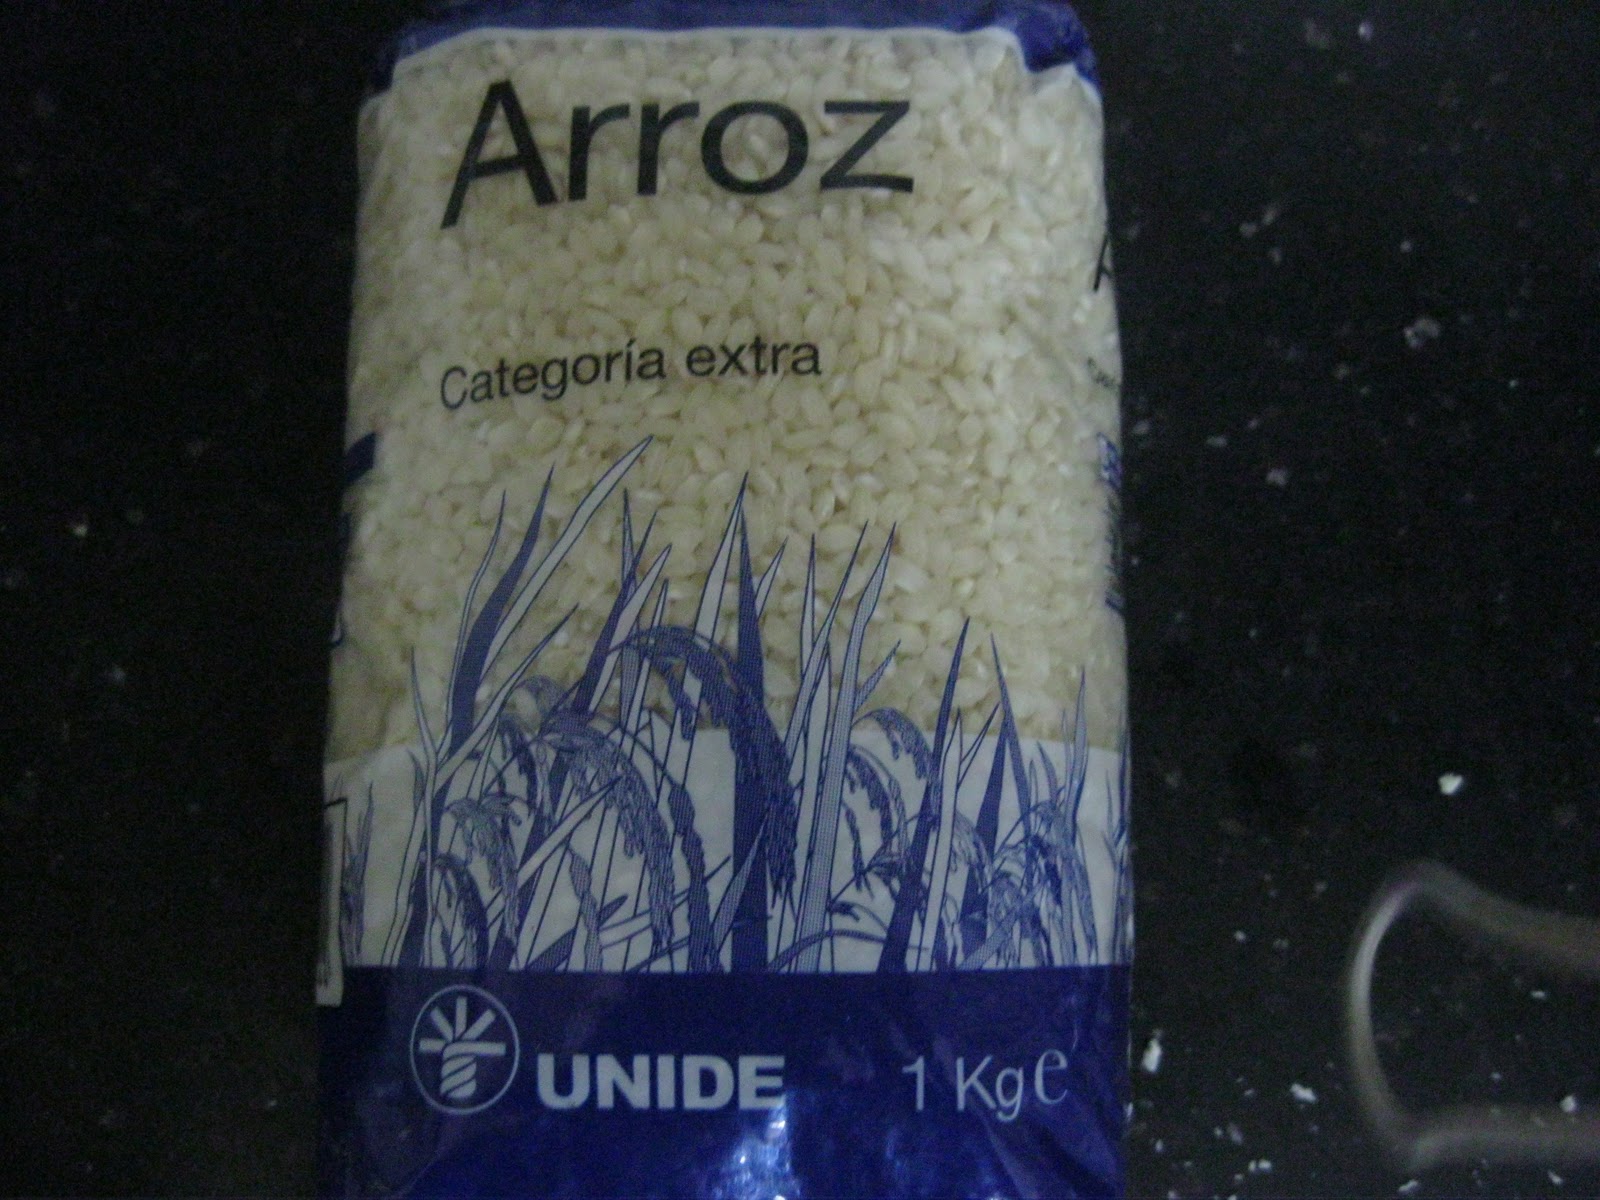 Arroz
Categoría extra
UNIDE
1 Kg e